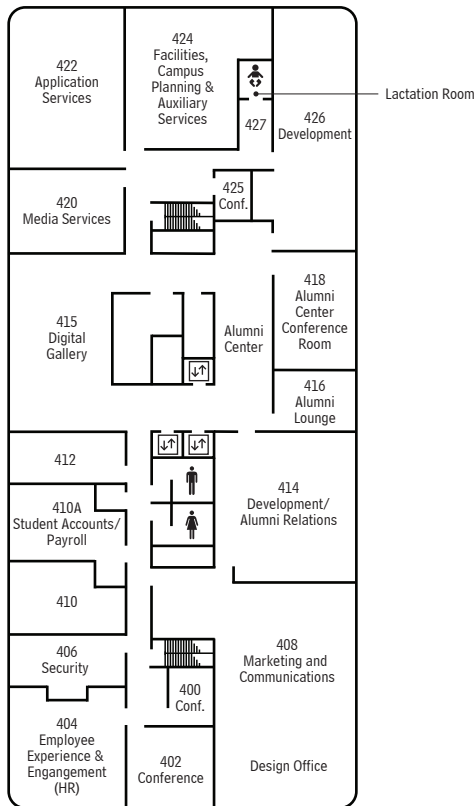 422
Application
Services
424
Facilities,
Campus
Planning &
Auxiliary
Services
427
426
Development
Lactation Room
420
Media Services
425
Conf.
415
Digital
Gallery
Alumni
Center
418
Alumni
Center
Conference
Room
416
Alumni
Lounge
412
410A
Student Accounts/
Payroll
414
Development/
Alumni Relations
410
406
Security
408
Marketing and
Communications
400
Conf.
404
Employee
Experience &
Engangement
(HR)
402
Conference
Design Office